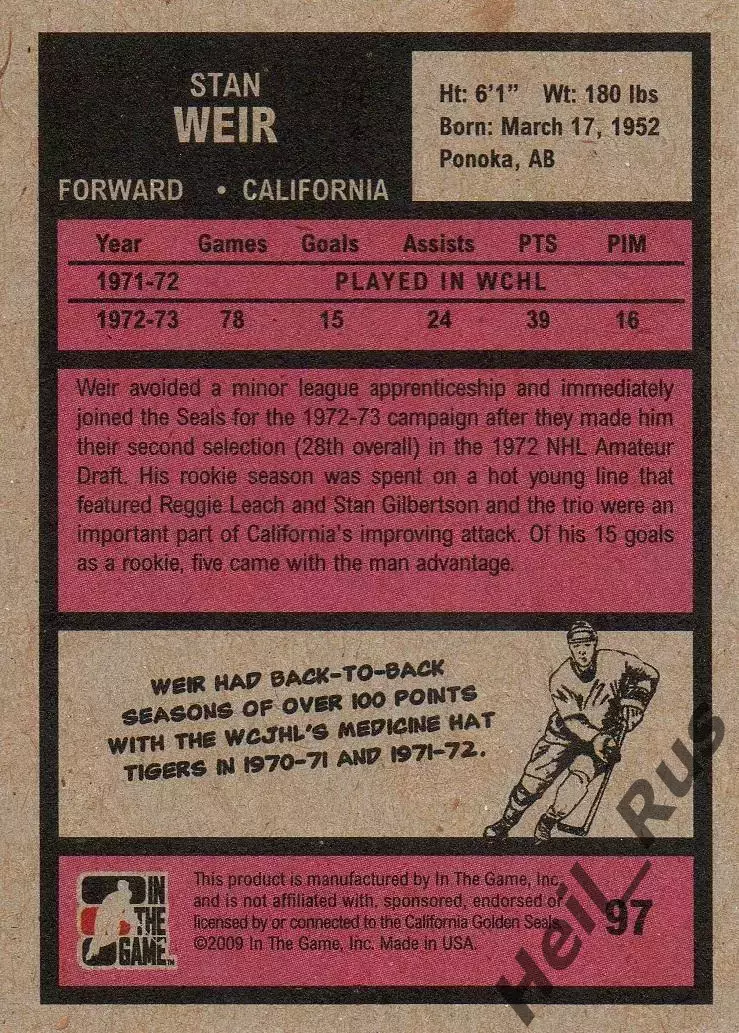 STAN
WEIR
FORWARD • CALIFORNIA
Ht: 6'1" Wt: 180 lbs
Born: March 17, 1952
Ponoka, AB
Year Games Goals Assists PTS PIM
1971-72 PLAYED IN WCHL
1972-73 78 15 24 39 16
Weir avoided a minor league apprenticeship and immediately
joined the Seals for the 1972-73 campaign after they made him
their second selection (28th overall) in the 1972 NHL Amateur
Draft. His rookie season was spent on a hot young line that
featured Reggie Leach and Stan Gilbertson and the trio were an
important part of California's improving attack. Of his 15 goals
as a rookie, five came with the man advantage.
WEIR HAD BACK-TO-BACK
SEASONS OF OVER 100 POINTS
WITH THE WCJHL'S MEDICINE HAT
TIGERS IN 1970-71 AND 1971-72.
IN
THE
GAME™
This product is manufactured by In The Game, Inc.
and is not affiliated with, sponsored, endorsed or
licensed by or connected to the California Golden Seals.
©2009 In The Game, Inc. Made in USA.
97
Heil_Rus